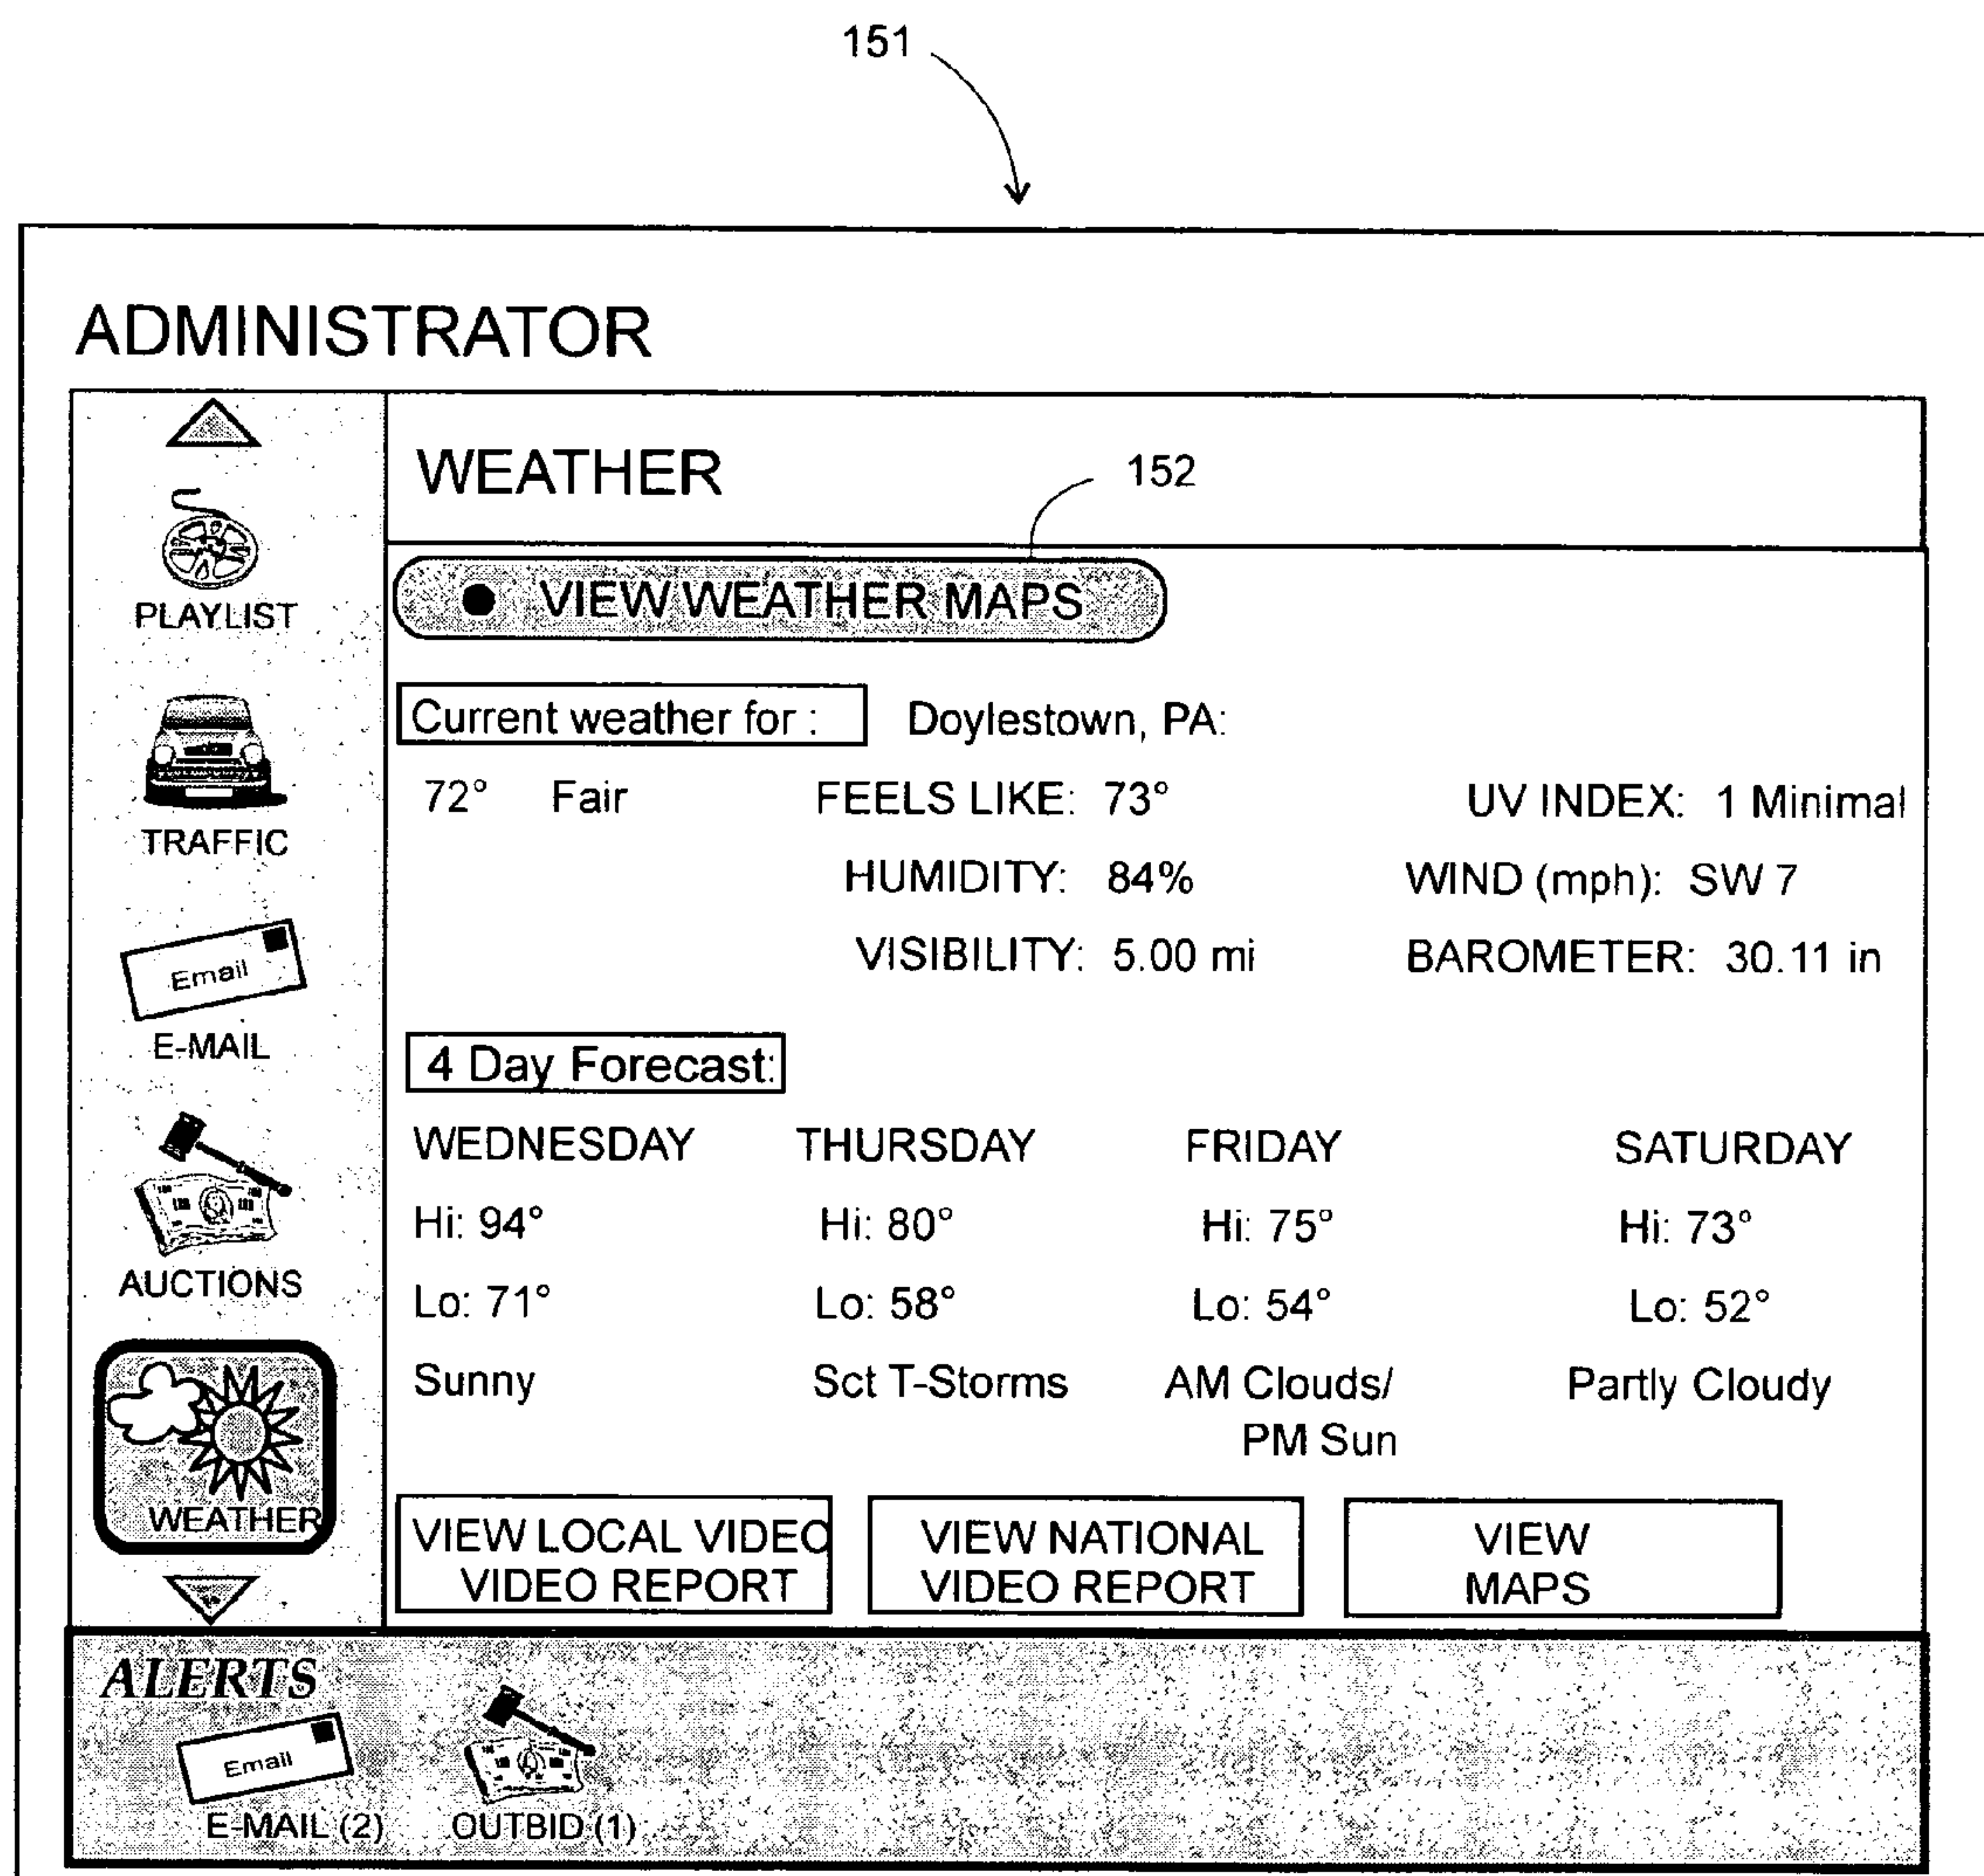 151
ADMINISTRATOR
PLAYLIST
TRAFFIC
Email
E-MAIL
AUCTIONS
WEATHER
WEATHER
152
● VIEW WEATHER MAPS
Current weather for : Doylestown, PA:
72° Fair FEELS LIKE: 73° UV INDEX: 1 Minimal
HUMIDITY: 84% WIND (mph): SW 7
VISIBILITY: 5.00 mi BAROMETER: 30.11 in
4 Day Forecast:
WEDNESDAY THURSDAY FRIDAY SATURDAY
Hi: 94° Hi: 80° Hi: 75° Hi: 73°
Lo: 71° Lo: 58° Lo: 54° Lo: 52°
Sunny Sct T-Storms AM Clouds/ Partly Cloudy
PM Sun
VIEW LOCAL VIDEO VIEW NATIONAL VIEW
VIDEO REPORT VIDEO REPORT MAPS
ALERTS
Email
E-MAIL (2) OUTBID (1)